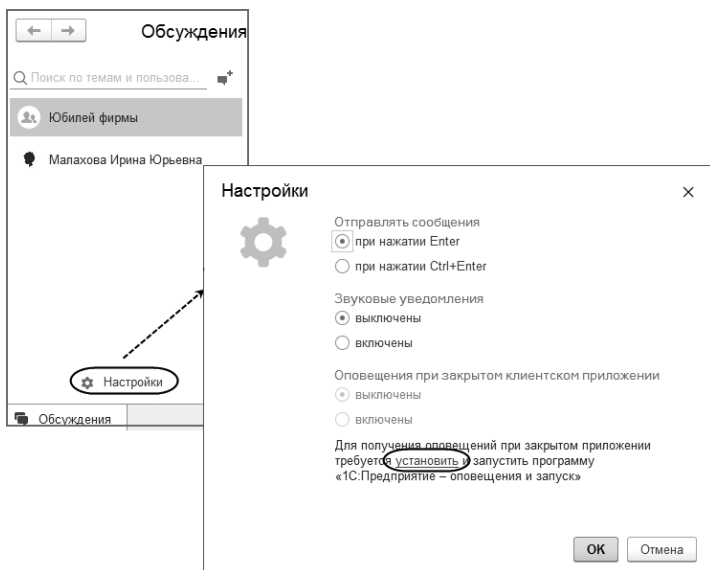 Обсуждения
Поиск по темам и пользова...
Юбилей фирмы
Малахова Ирина Юрьевна
Настройки
Обсуждения
Настройки
Отправлять сообщения
при нажатии Enter
при нажатии Ctrl+Enter
Звуковые уведомления
выключены
включены
Оповещения при закрытом клиентском приложении
выключены
включены
Для получения оповещений при закрытом приложении
требуется установить и запустить программу
«1С:Предприятие – оповещения и запуск»
OK
Отмена